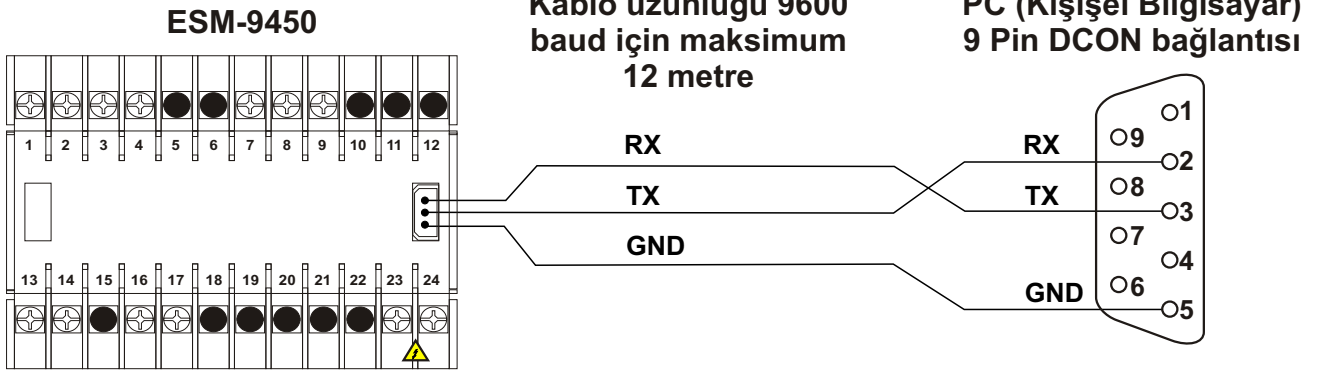 ESM-9450
Kablo uzunluğu 9600
baud için maksimum
12 metre
PC (Kişisel Bilgisayar)
9 Pin DCON bağlantısı
1 2 3 4 5 6 7 8 9 10 11 12
13 14 15 16 17 18 19 20 21 22 23 24
RX
TX
GND
RX
TX
GND
1
9
2
8
3
7
4
6
5